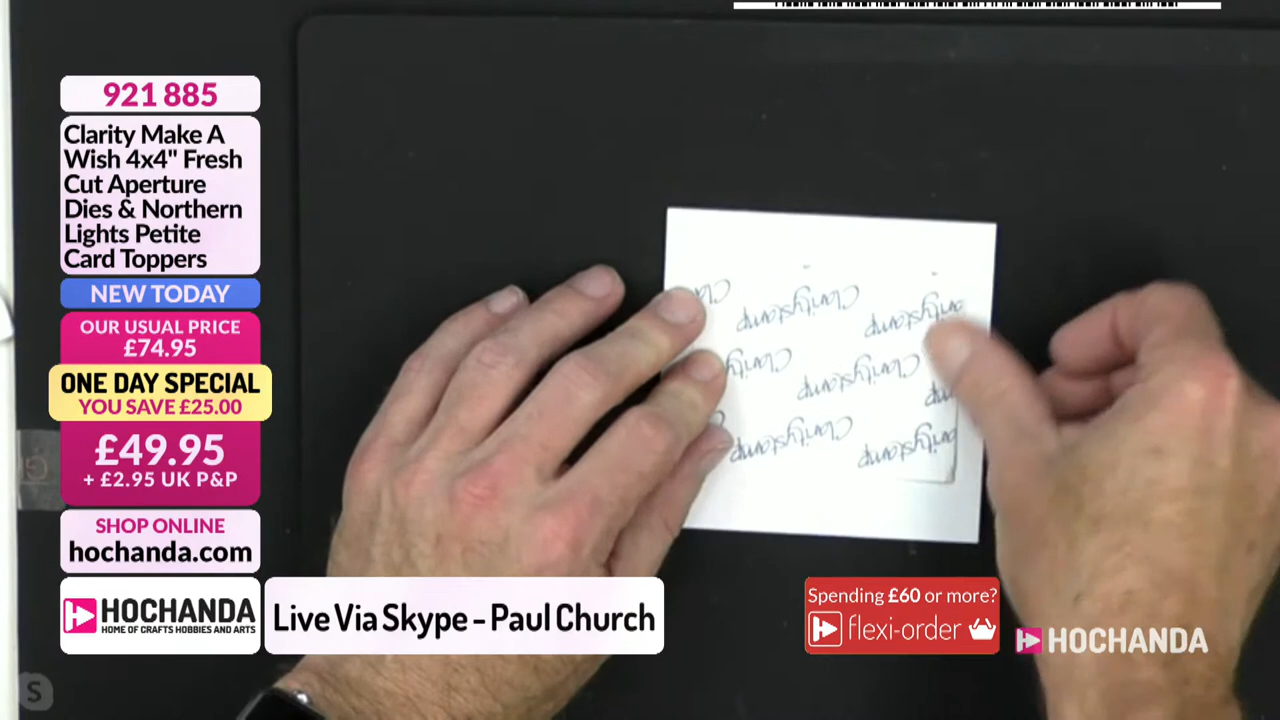 921 885
Clarity Make A
Wish 4x4" Fresh
Cut Aperture
Dies & Northern
Lights Petite
Card Toppers
NEW TODAY
OUR USUAL PRICE
£74.95
ONE DAY SPECIAL
YOU SAVE £25.00
£49.95
+ £2.95 UK P&P
SHOP ONLINE
hochanda.com
HOCHANDA
HOME OF CRAFTS HOBBIES AND ARTS
Live Via Skype - Paul Church
Spending £60 or more?
flexi-order
HOCHANDA
S
Claritystamp
Claritystamp
Claritystamp